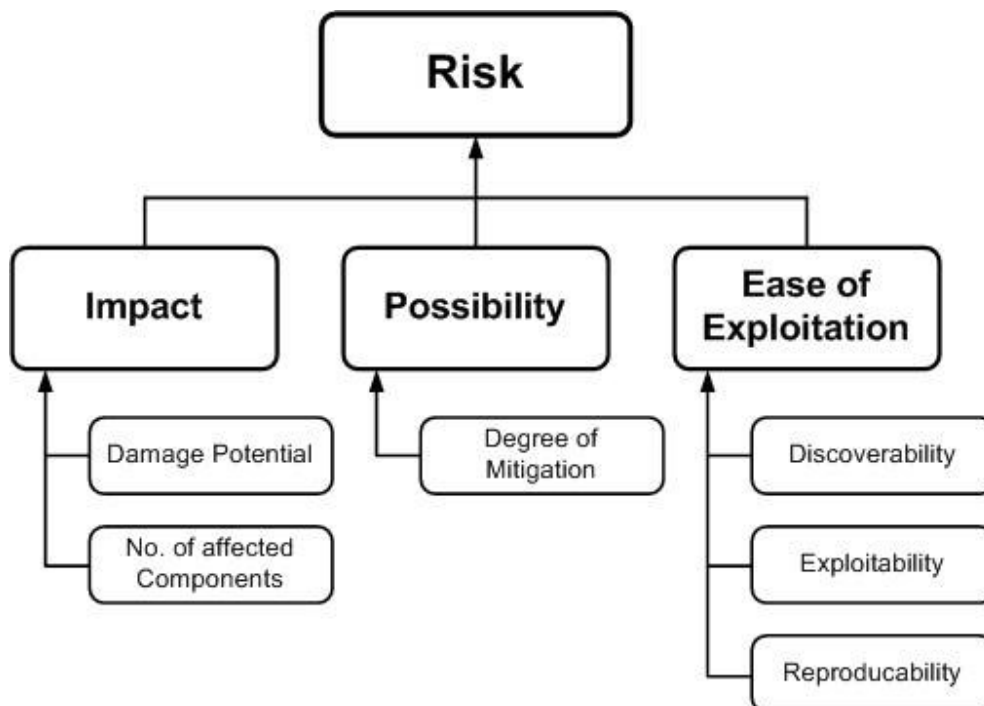 Risk
Impact
Possibility
Ease of
Exploitation
Damage Potential
No. of affected
Components
Degree of
Mitigation
Discoverability
Exploitability
Reproducability